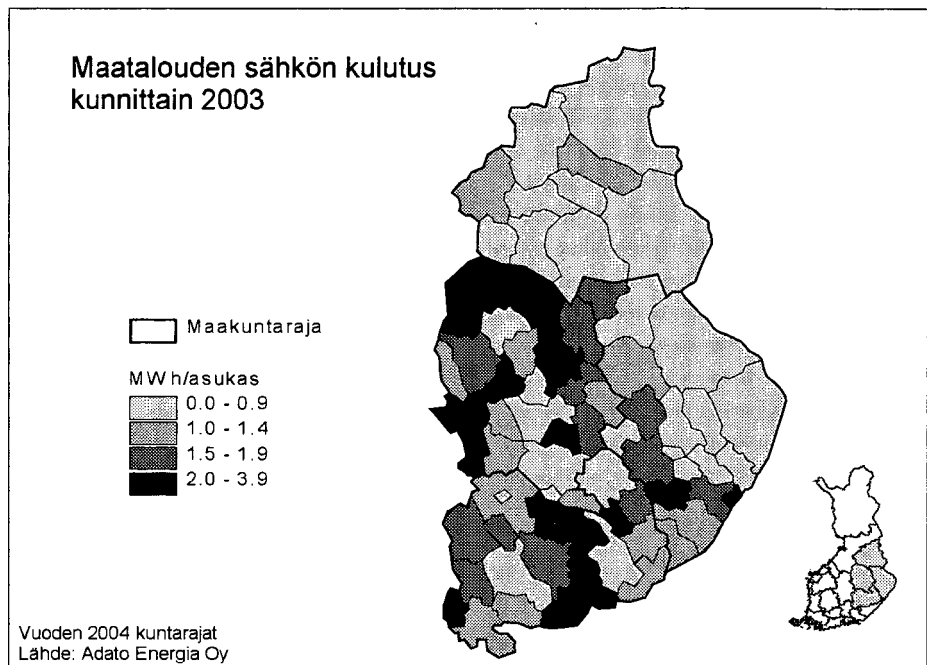 Maatalouden sähkön kulutus
kunnittain 2003
Maakuntaraja
MWh/asukas
0.0 - 0.9
1.0 - 1.4
1.5 - 1.9
2.0 - 3.9
Vuoden 2004 kuntarajat
Lähde: Adato Energia Oy